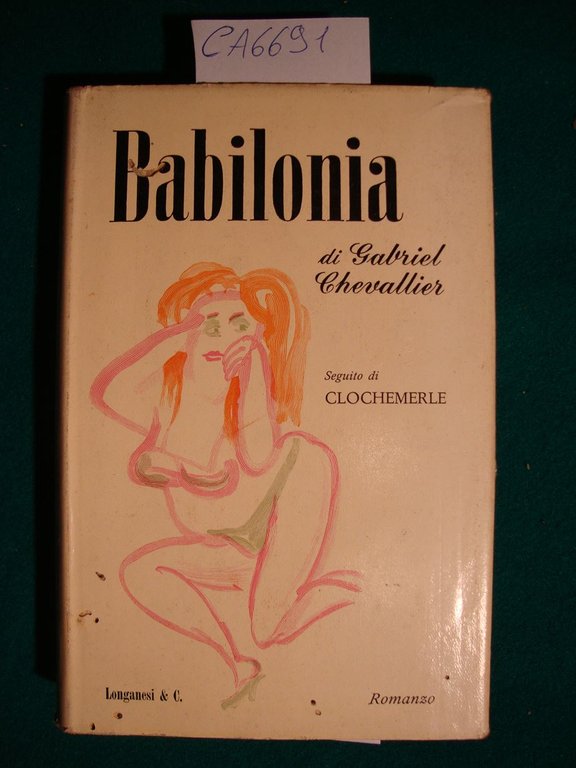 CA6691
Babilonia
di Gabriel
Chevallier
Seguito di
CLOCHEMERLE
Longanesi & C.
Romanzo